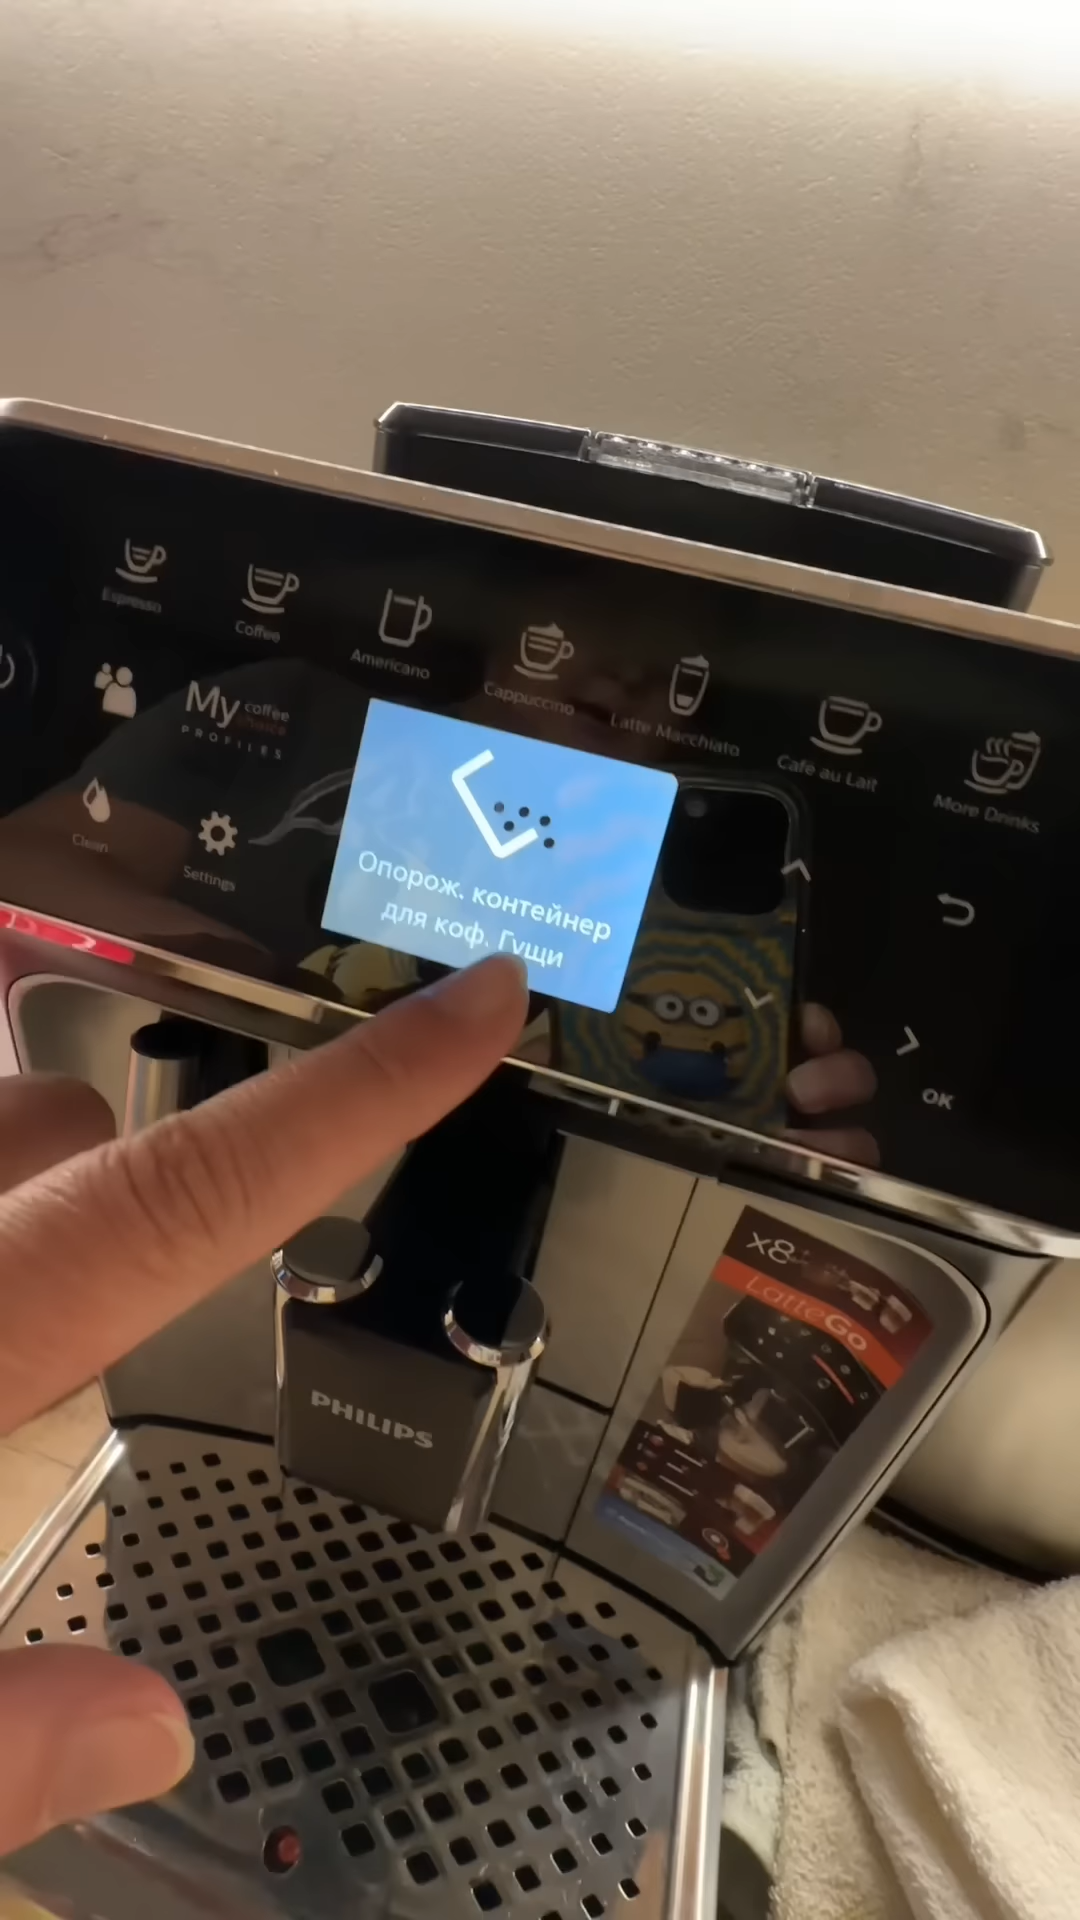 Espresso
Coffee
Americano
Cappuccino
Latte Macchiato
Café au Lait
More Drinks
My coffee
choice
PROFILES
Clean
Settings
Опорож. контейнер
для коф. Гущи
OK
x8
LatteGo
PHILIPS